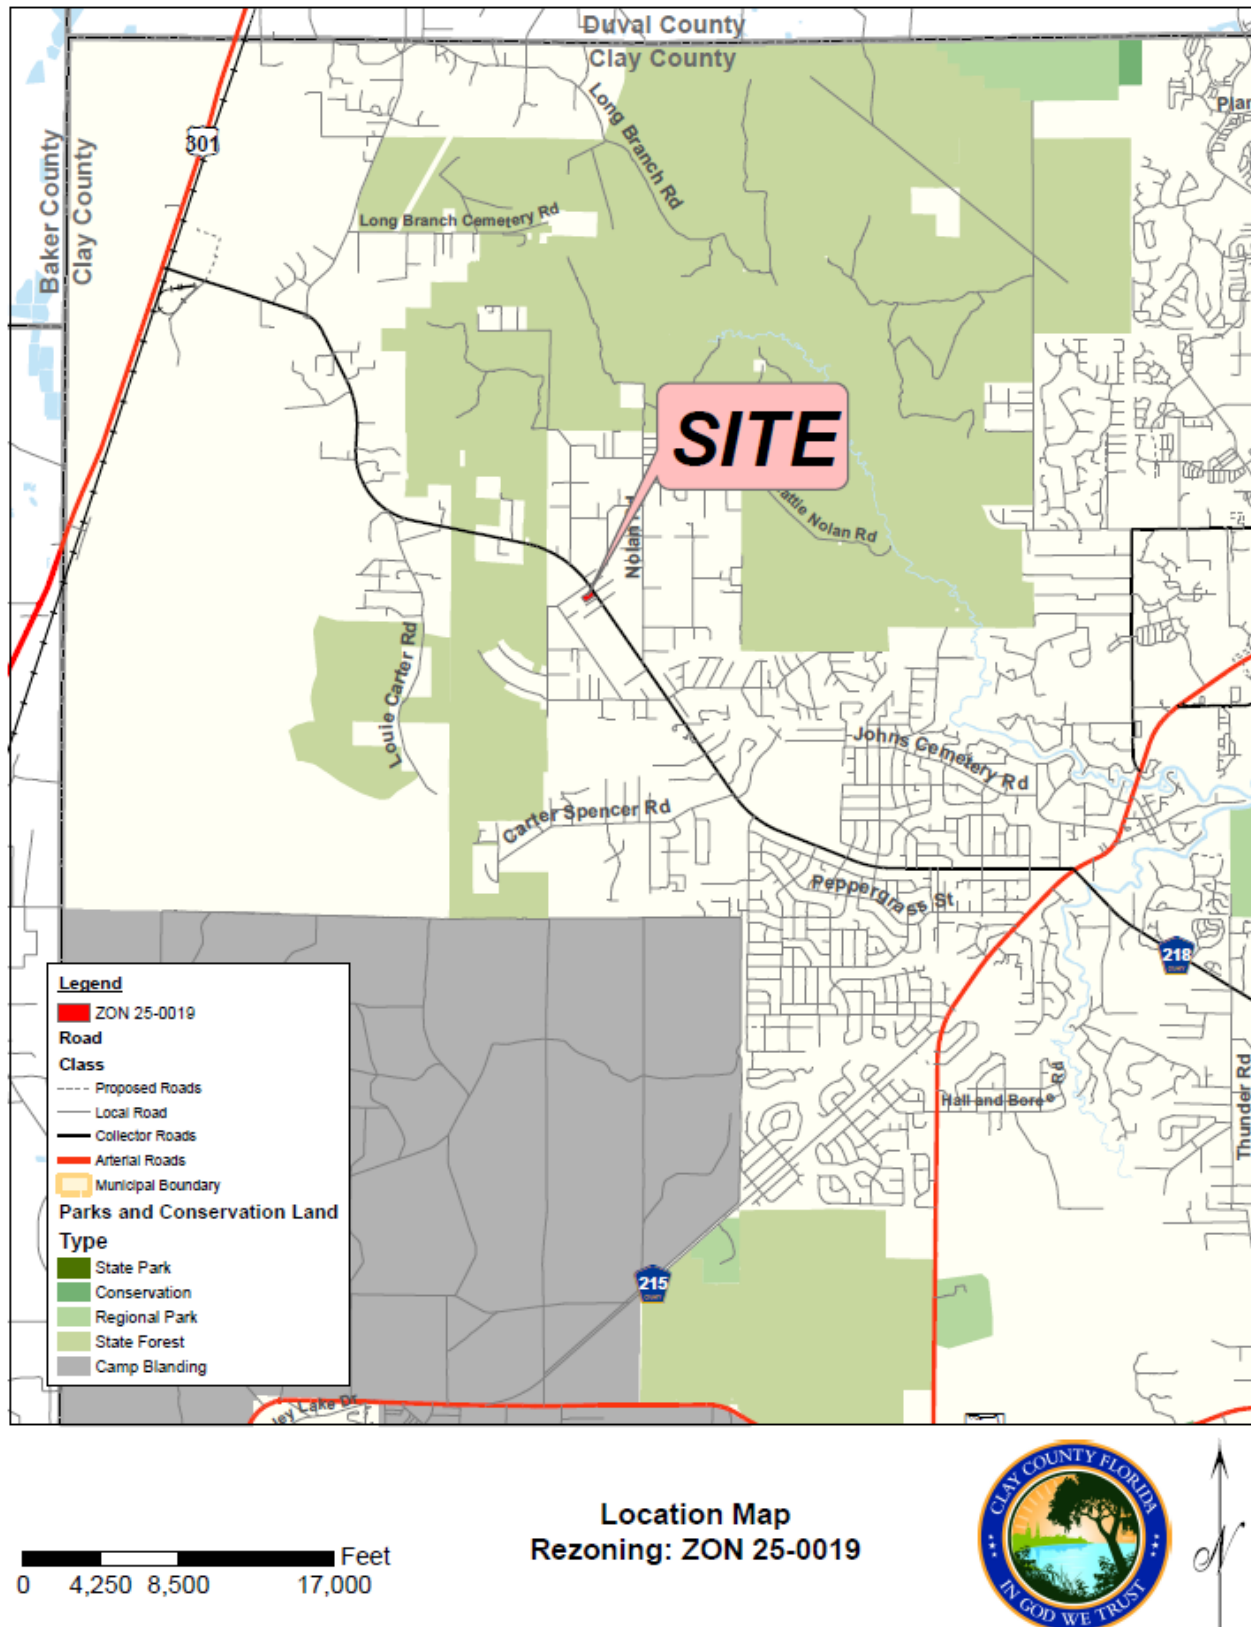 Duval County
Clay County
Baker County
Clay County
301
Long Branch Rd
Long Branch Cemetery Rd
SITE
Nolan
attie Nolan Rd
Louie Carter Rd
Johns Cemetery Rd
Carter Spencer Rd
Peppergrass St
218
Hall and Boree Rd
Thunder Rd
215
ley Lake Dr
Legend
ZON 25-0019
Road
Class
Proposed Roads
Local Road
Collector Roads
Arterial Roads
Municipal Boundary
Parks and Conservation Land
Type
State Park
Conservation
Regional Park
State Forest
Camp Blanding
Feet
0 4,250 8,500 17,000
Location Map
Rezoning: ZON 25-0019
CLAY COUNTY FLORIDA
IN GOD WE TRUST
N